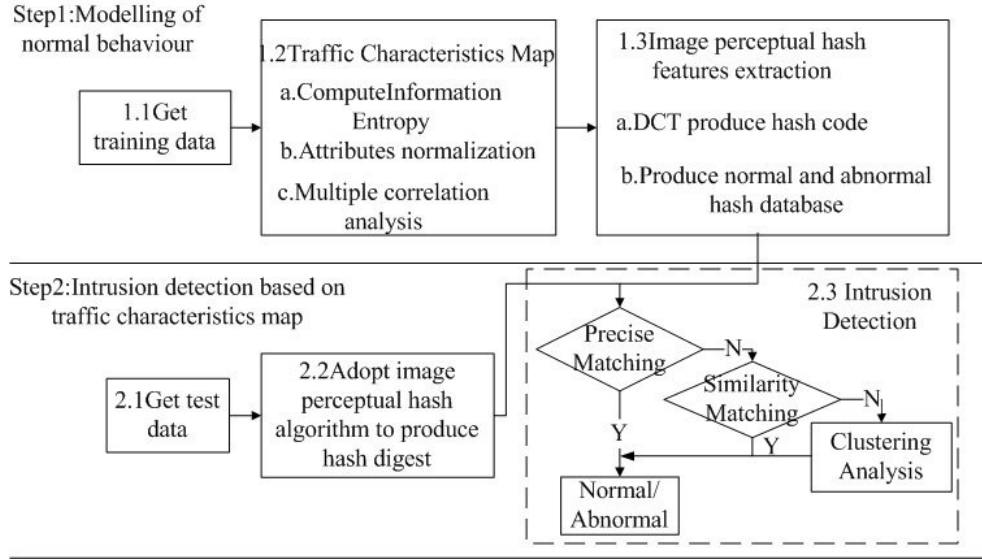 Step1:Modelling of
normal behaviour
1.1Get
training data
1.2Traffic Characteristics Map
a.ComputeInformation
Entropy
b.Attributes normalization
c.Multiple correlation
analysis
1.3Image perceptual hash
features extraction
a.DCT produce hash code
b.Produce normal and abnormal
hash database
Step2:Intrusion detection based on
traffic characteristics map
2.1Get test
data
2.2Adopt image
perceptual hash
algorithm to produce
hash digest
2.3 Intrusion
Detection
Precise
Matching
N
Similarity
Matching
N
Y
Y
Clustering
Analysis
Normal/
Abnormal